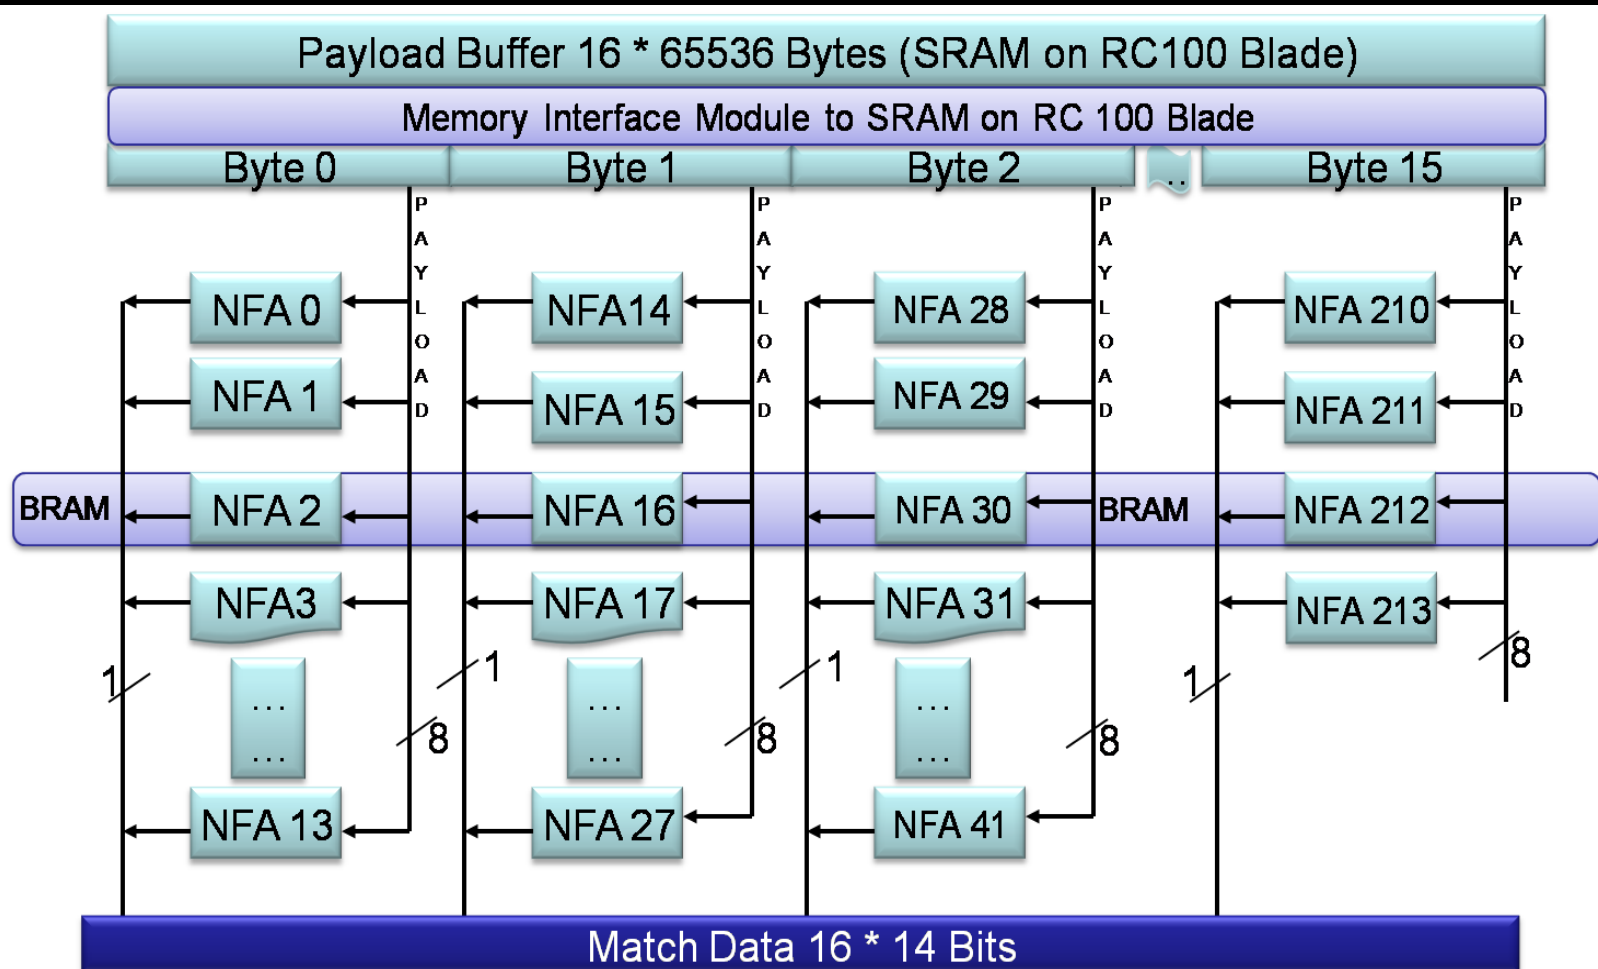 Payload Buffer 16 * 65536 Bytes (SRAM on RC100 Blade)
Memory Interface Module to SRAM on RC 100 Blade
Byte 0
Byte 1
Byte 2
..
Byte 15
PAYLOAD
PAYLOAD
PAYLOAD
PAYLOAD
NFA 0
NFA14
NFA 28
NFA 210
NFA 1
NFA 15
NFA 29
NFA 211
BRAM
NFA 2
NFA 16
NFA 30
BRAM
NFA 212
NFA3
NFA 17
NFA 31
NFA 213
1
...
...
8
1
...
...
8
1
...
...
8
1
8
NFA 13
NFA 27
NFA 41
Match Data 16 * 14 Bits